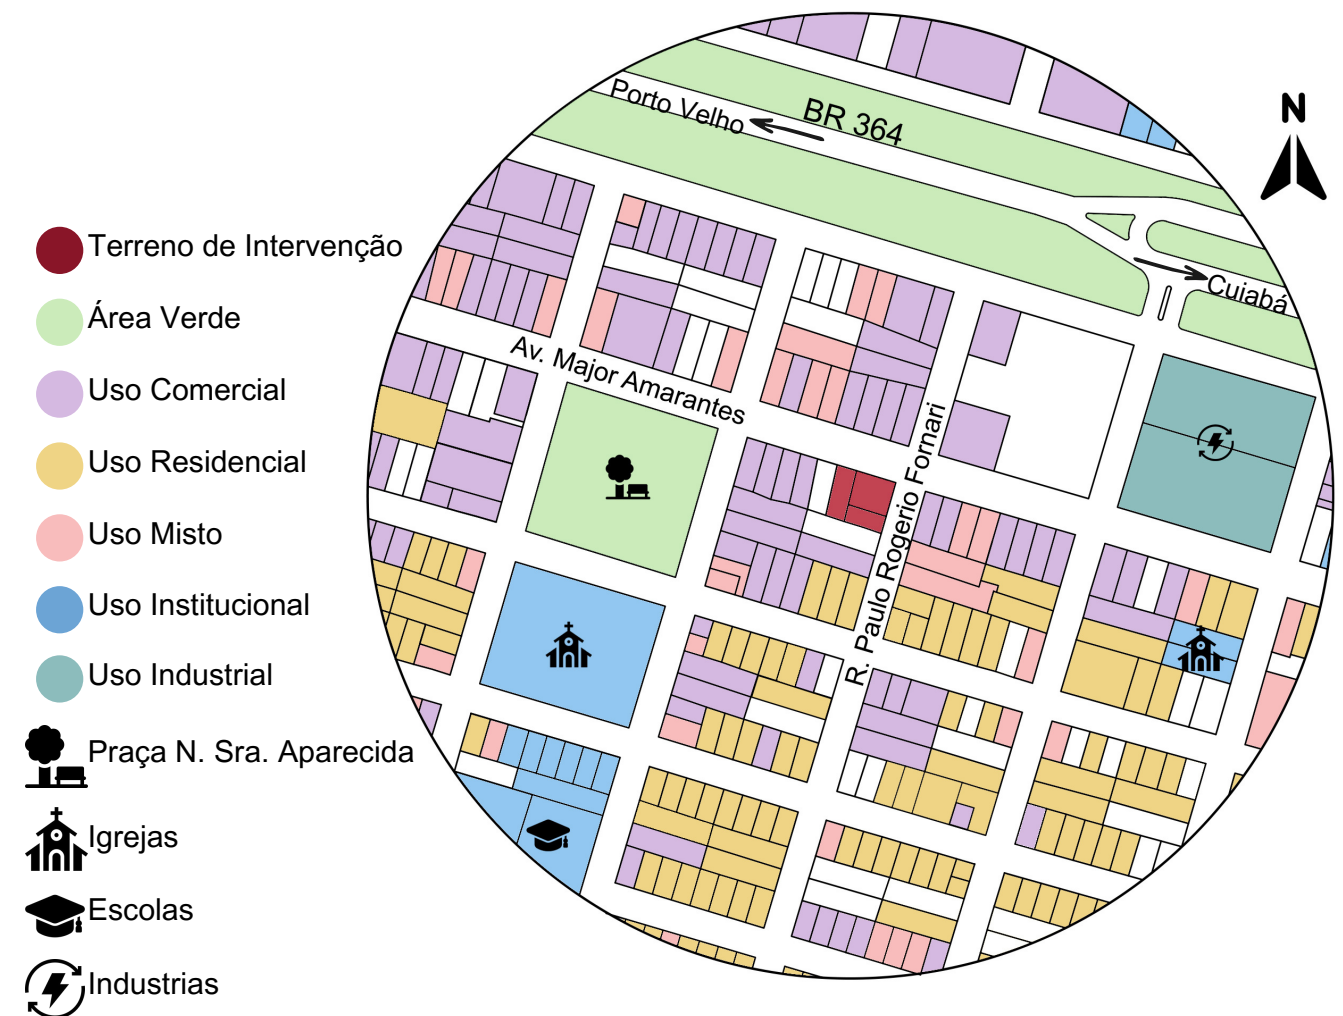 Terreno de Intervenção
Área Verde
Uso Comercial
Uso Residencial
Uso Misto
Uso Institucional
Uso Industrial
Praça N. Sra. Aparecida
Igrejas
Escolas
Industrias
Porto Velho
BR 364
Cuiabá
Av. Major Amarantes
R. Paulo Rogerio Fornari
N